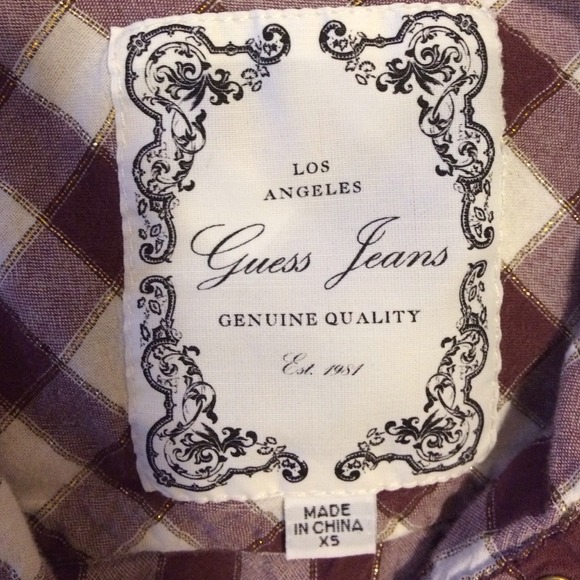 LOS
ANGELES
Guess Jeans
GENUINE QUALITY
Est. 1981
MADE
IN CHINA
XS